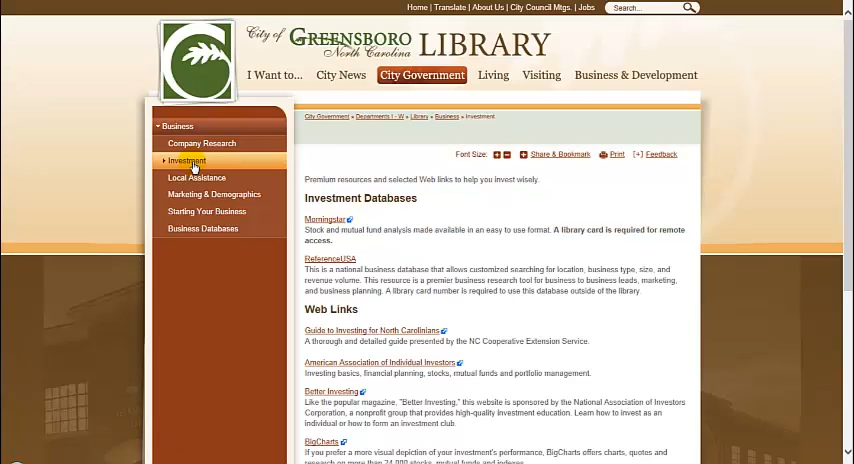 Home | Translate | About Us | City Council Mtgs. | Jobs
Search...
City of GREENSBORO
North Carolina
LIBRARY
I Want to... City News City Government Living Visiting Business & Development
Business
Company Research
Investment
Local Assistance
Marketing & Demographics
Starting Your Business
Business Databases
City Government » Departments I - W » Library » Business » Investment
Font Size: Share & Bookmark Print [+] Feedback
Premium resources and selected Web links to help you invest wisely.
Investment Databases
Morningstar
Stock and mutual fund analysis made available in an easy to use format. A library card is required for remote
access.
ReferenceUSA
This is a national business database that allows customized searching for location, business type, size, and
revenue volume. This resource is a premier business research tool for business to business leads, marketing,
and business planning. A library card number is required to use this database outside of the library.
Web Links
Guide to Investing for North Carolinians
A thorough and detailed guide presented by the NC Cooperative Extension Service.
American Association of Individual Investors
Investing basics, financial planning, stocks, mutual funds and portfolio management.
Better Investing
Like the popular magazine, "Better Investing," this website is sponsored by the National Association of Investors
Corporation, a nonprofit group that provides high-quality investment education. Learn how to invest as an
individual or how to form an investment club.
BigCharts
If you prefer a more visual depiction of your investment's performance, BigCharts offers charts, quotes and
research on more than 24,000 stocks, mutual funds and indexes.